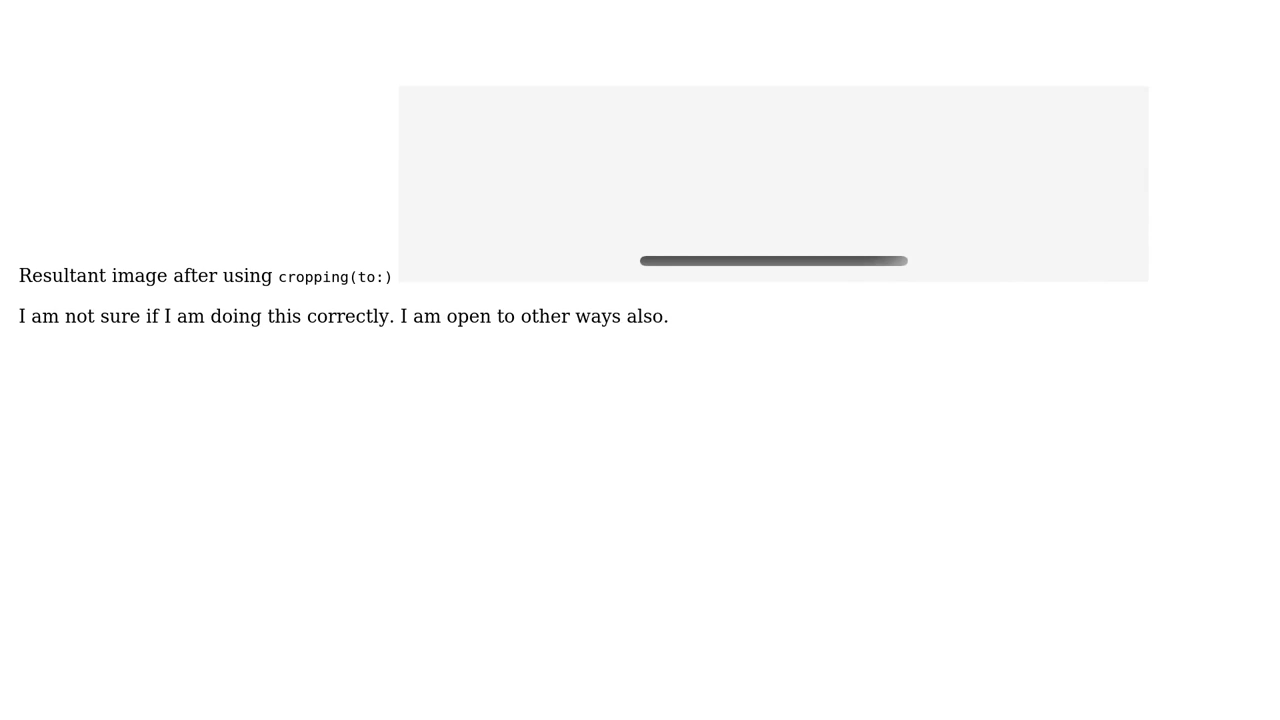 Resultant image after using cropping(to:)
I am not sure if I am doing this correctly. I am open to other ways also.